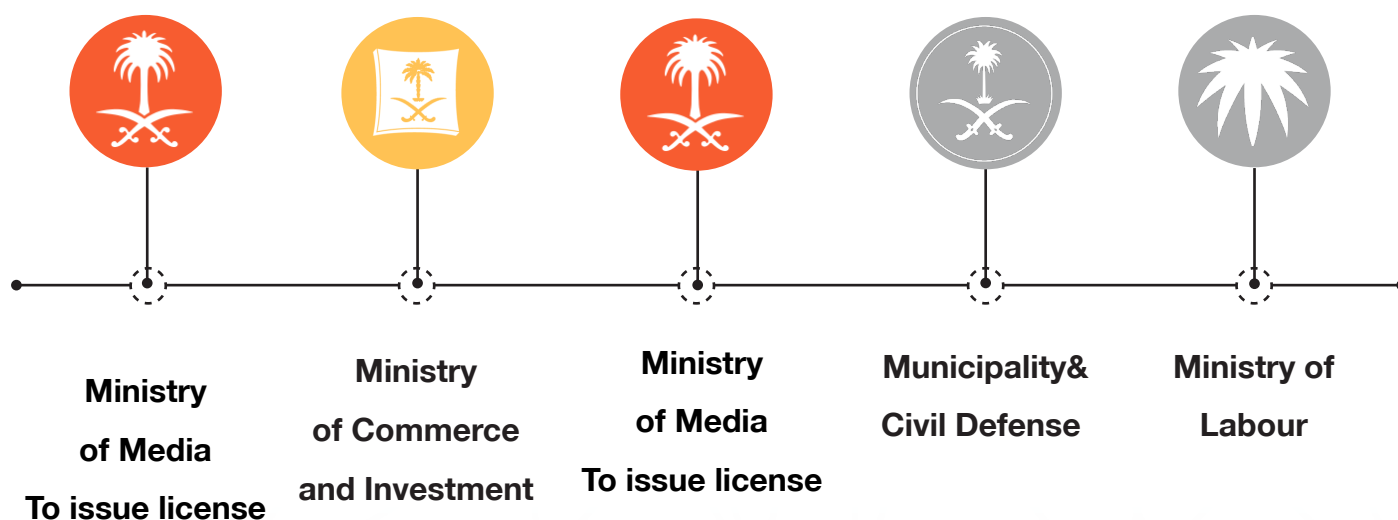 Ministry
of Media
To issue license
Ministry
of Commerce
and Investment
Ministry
of Media
To issue license
Municipality&
Civil Defense
Ministry of
Labour